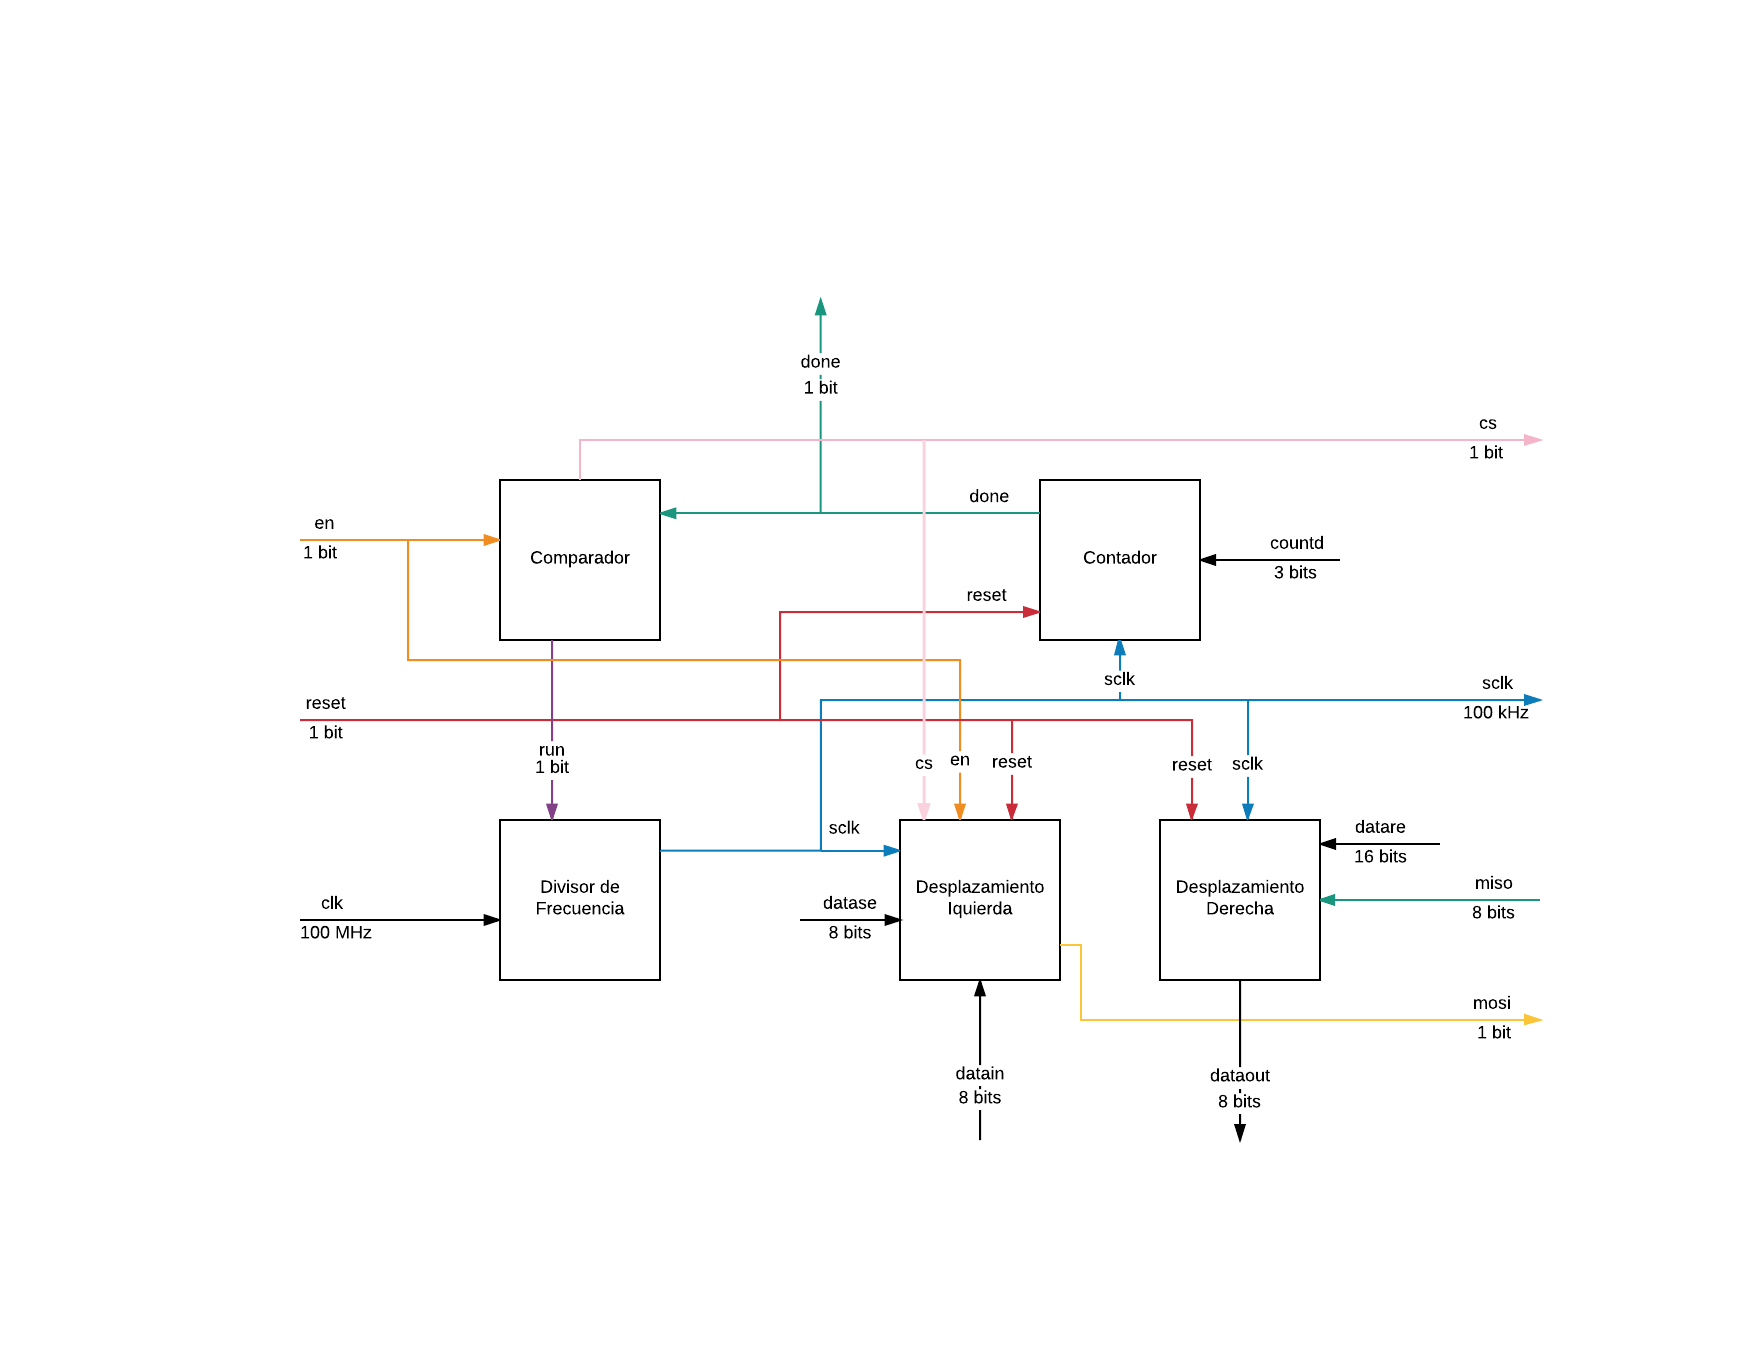 done
1 bit
cs
1 bit
done
en
1 bit
Comparador
Contador
countd
3 bits
reset
sclk
sclk
100 kHz
reset
1 bit
run
1 bit
cs
en
reset
reset
sclk
sclk
datare
16 bits
Divisor de
Frecuencia
Desplazamiento
Iquierda
Desplazamiento
Derecha
miso
8 bits
clk
100 MHz
datase
8 bits
mosi
1 bit
datain
8 bits
dataout
8 bits